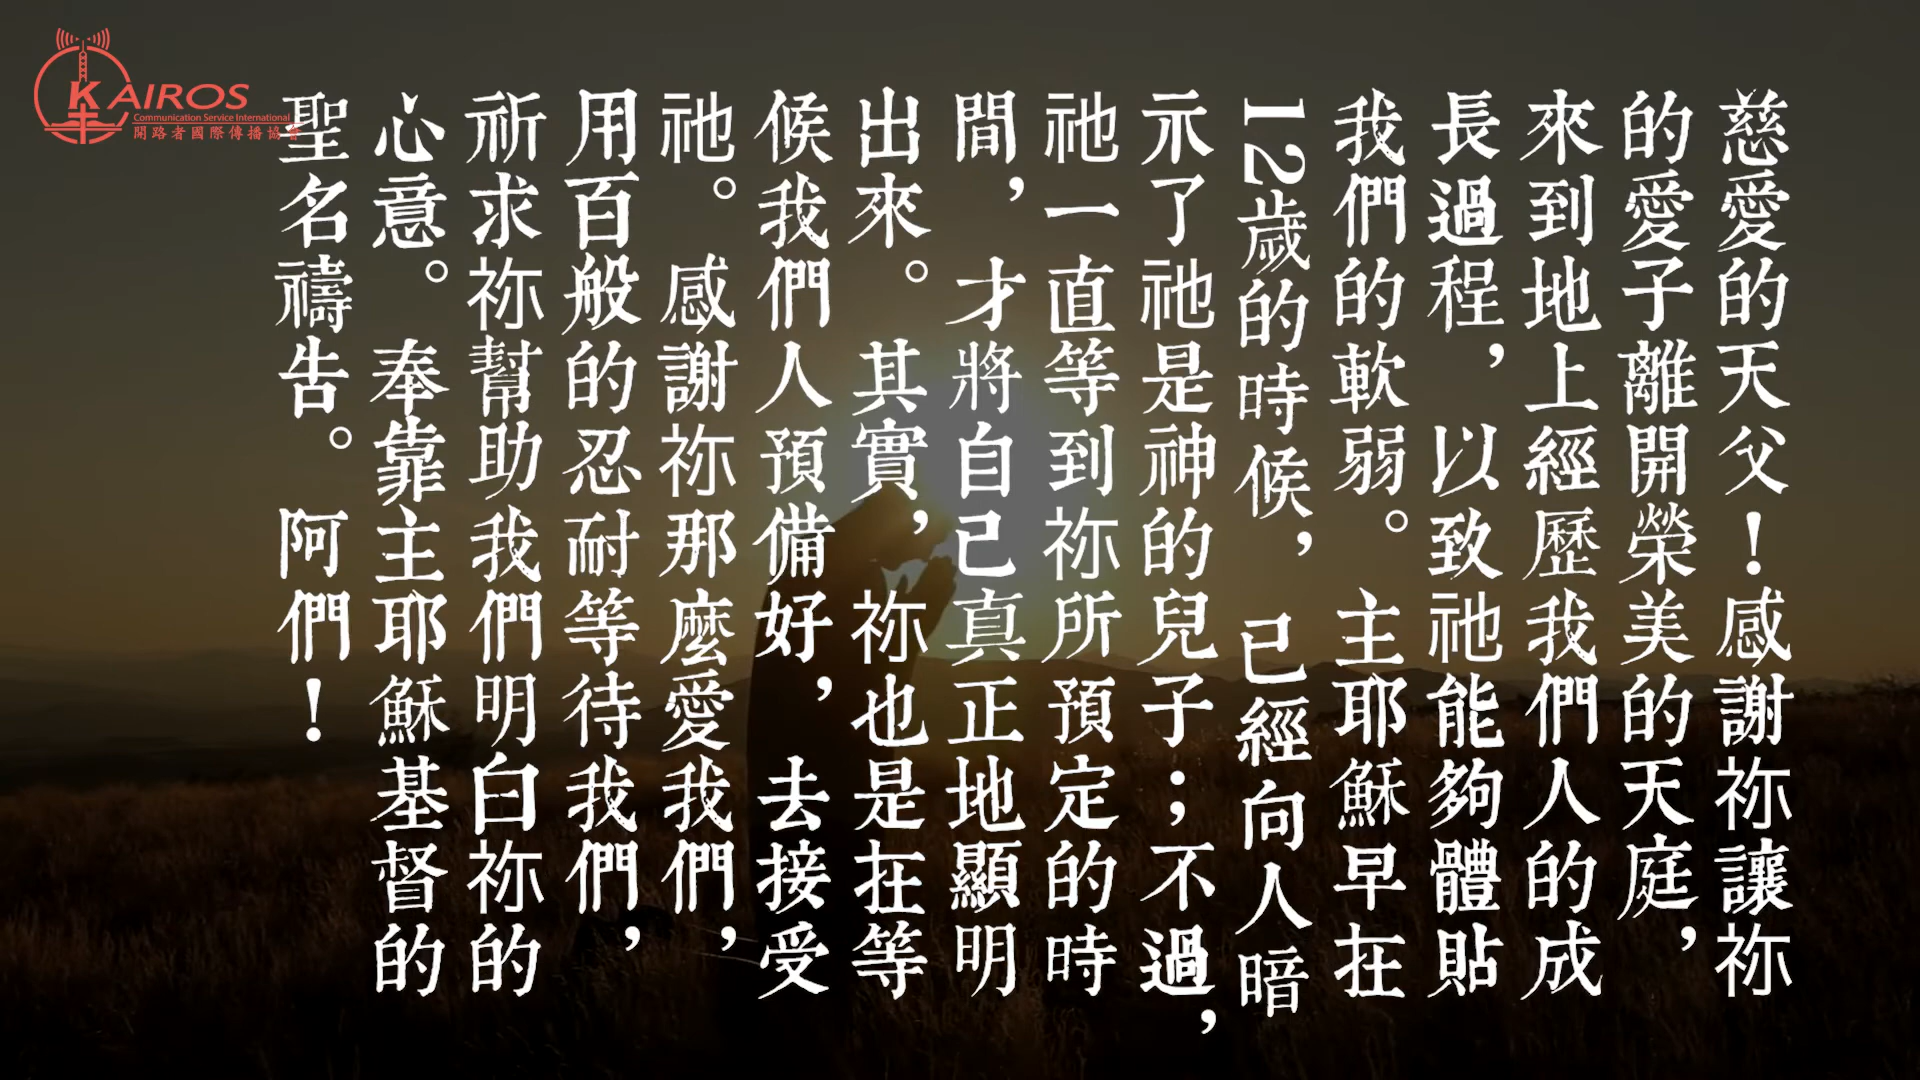 KAIROS
Communication Service International
開路者國際傳播協會
慈愛的天父！感謝祢讓祢
的愛子離開榮美的天庭，
來到地上經歷我們人的成
長過程，以致祂能夠體貼
我們的軟弱。主耶穌早在
12歲的時候，已經向人暗
示了祂是神的兒子；不過，
祂一直等到祢所預定的時
間，才將自己真正地顯明
出來。其實，祢也是在等
候我們人預備好，去接受
祂。感謝祢那麼愛我們，
用百般的忍耐等待我們，
祈求祢幫助我們明白祢的
心意。奉靠主耶穌基督的
聖名禱告。阿們！